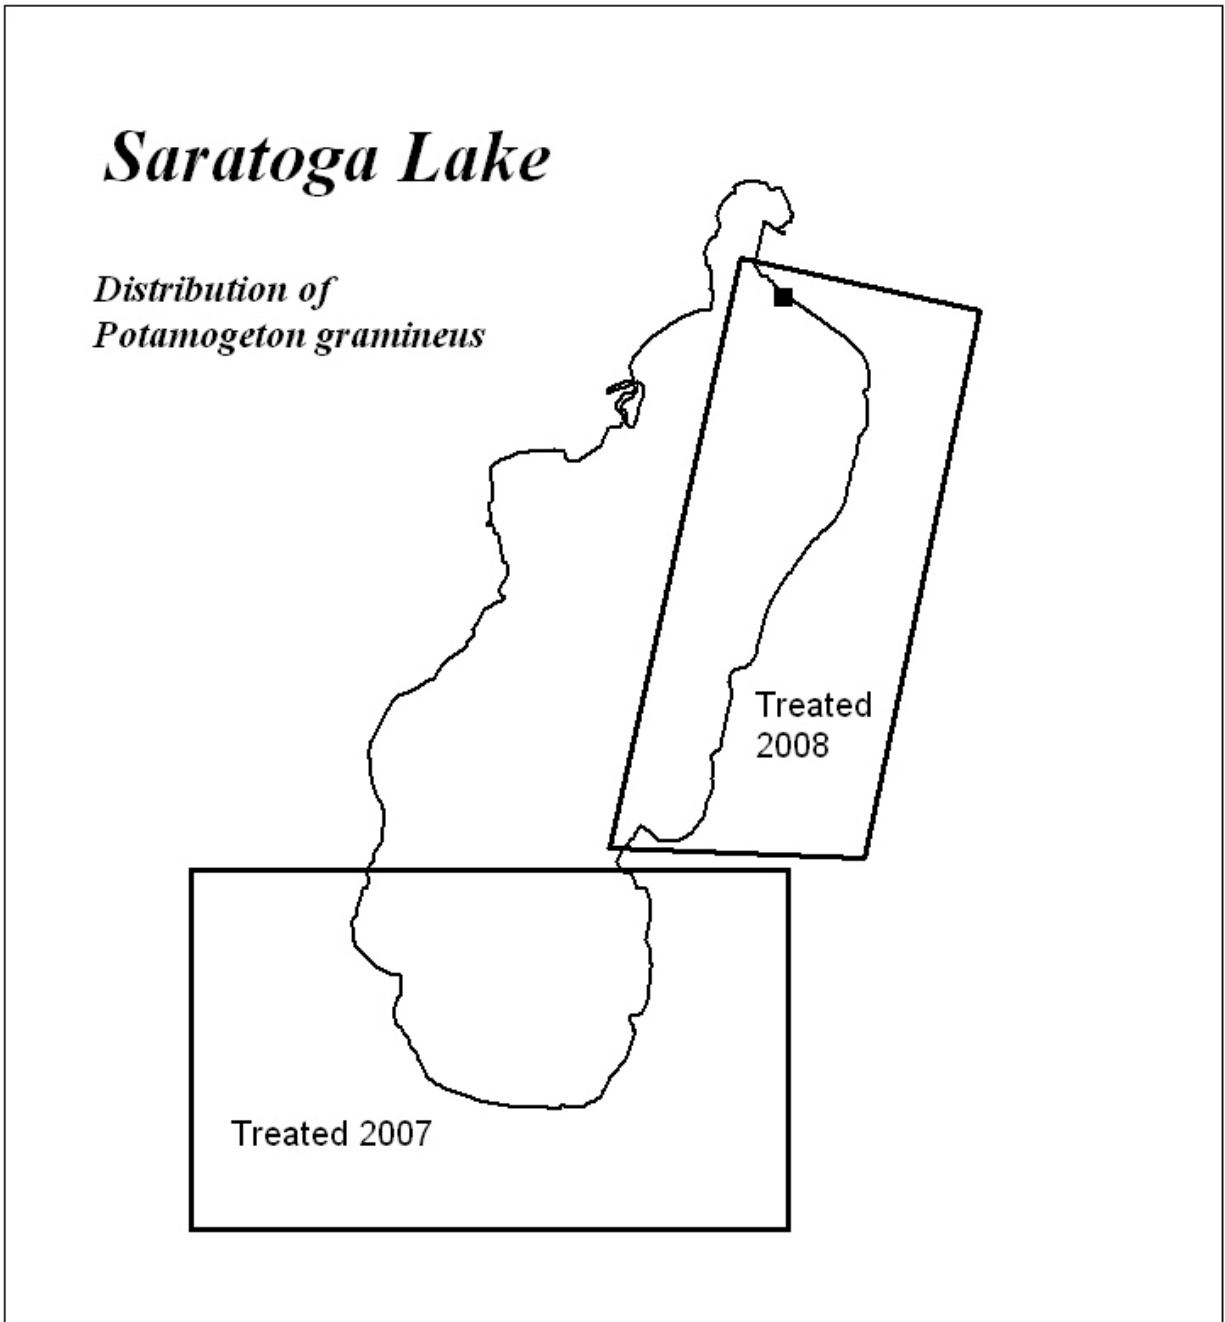 Saratoga Lake
Distribution of
Potamogeton gramineus
Treated
2008
Treated 2007